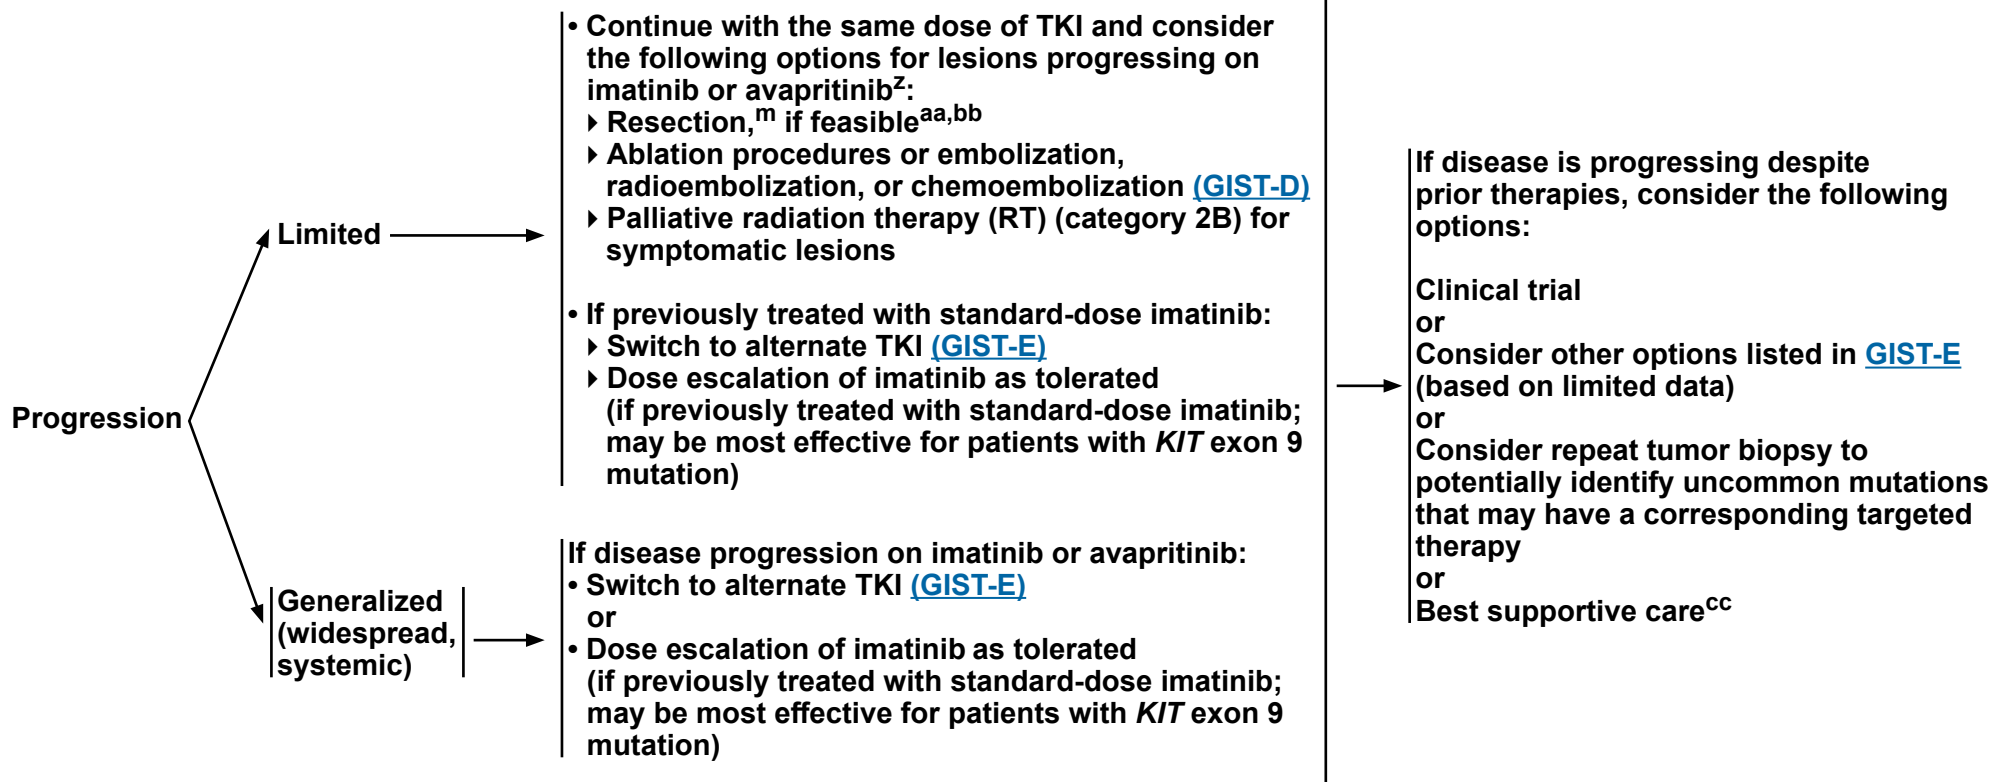 Progression
Limited
• Continue with the same dose of TKI and consider
the following options for lesions progressing on
imatinib or avapritinibᶻ:
▸ Resection,ᵐ if feasibleᵃᵃ,ᵇᵇ
▸ Ablation procedures or embolization,
radioembolization, or chemoembolization (GIST-D)
▸ Palliative radiation therapy (RT) (category 2B) for
symptomatic lesions
• If previously treated with standard-dose imatinib:
▸ Switch to alternate TKI (GIST-E)
▸ Dose escalation of imatinib as tolerated
(if previously treated with standard-dose imatinib;
may be most effective for patients with KIT exon 9
mutation)
Generalized
(widespread,
systemic)
If disease progression on imatinib or avapritinib:
• Switch to alternate TKI (GIST-E)
or
• Dose escalation of imatinib as tolerated
(if previously treated with standard-dose imatinib;
may be most effective for patients with KIT exon 9
mutation)
If disease is progressing despite
prior therapies, consider the following
options:
Clinical trial
or
Consider other options listed in GIST-E
(based on limited data)
or
Consider repeat tumor biopsy to
potentially identify uncommon mutations
that may have a corresponding targeted
therapy
or
Best supportive careᶜᶜ